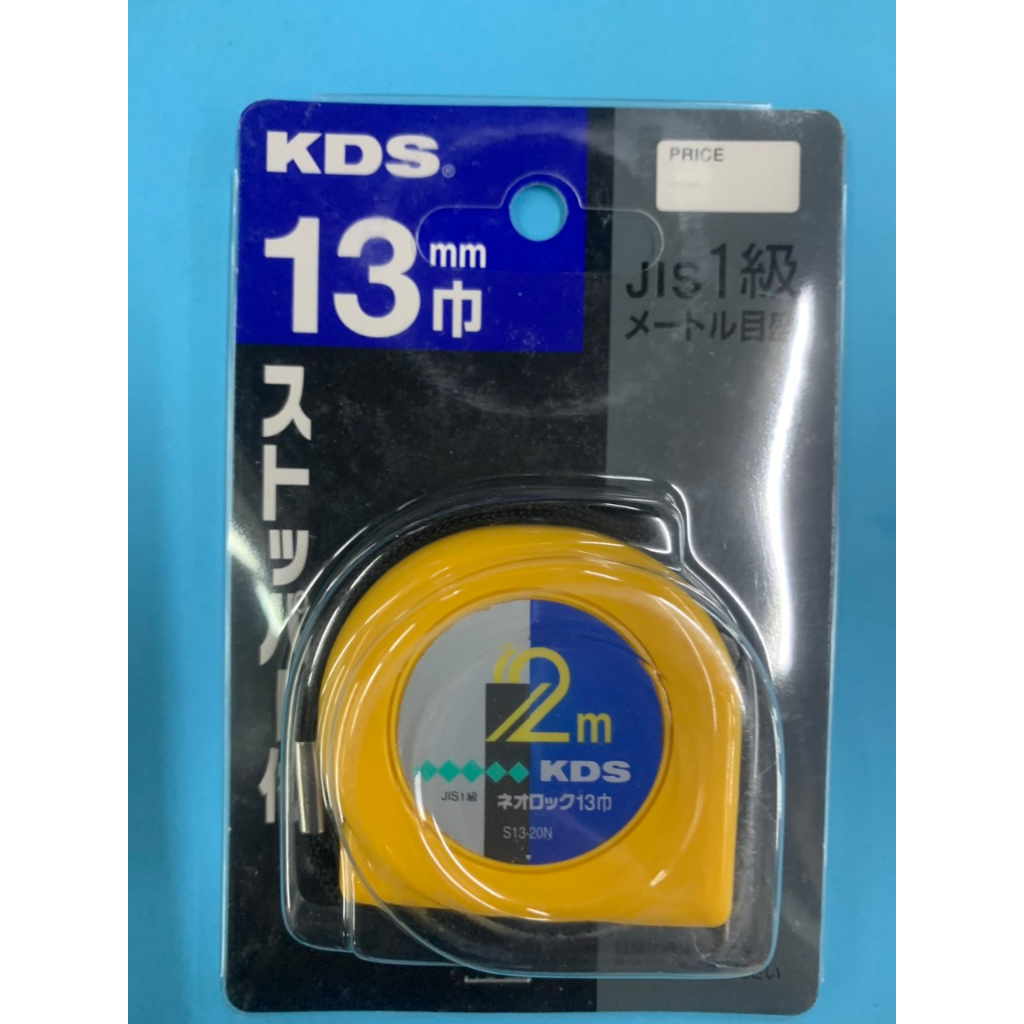 KDS®
13mm巾
PRICE
JIS1級
メートル目盛
ストッパー付
2m
KDS
JIS1級
ネオロック13巾
S13-20N